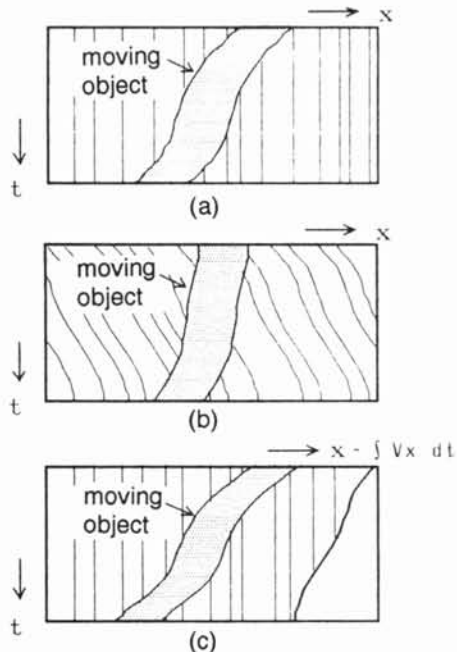 x
moving
object
t
(a)
x
moving
object
t
(b)
x - ∫ Vx dt
moving
object
t
(c)